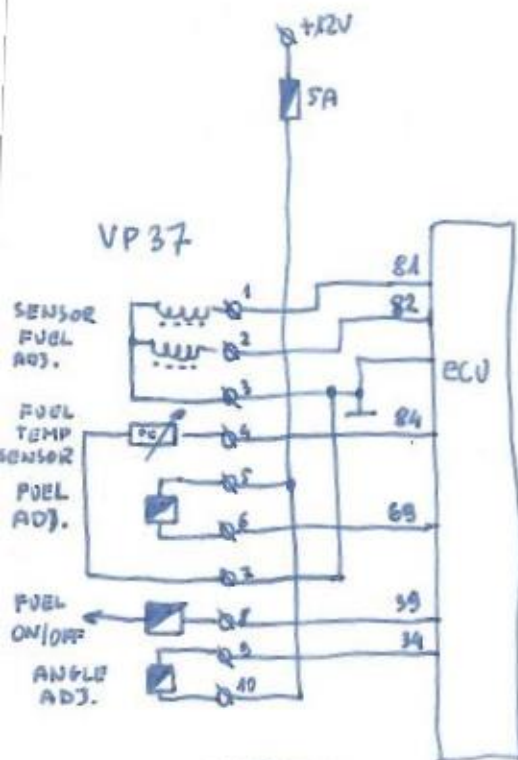 +12V
5A
VP37
1
81
SENSOR
FUEL
ADJ.
2
82
3
ECU
FUEL
TEMP
SENSOR
°C
4
84
FUEL
ADJ.
5
6
69
7
FUEL
ON/OFF
8
39
9
34
ANGLE
ADJ.
10